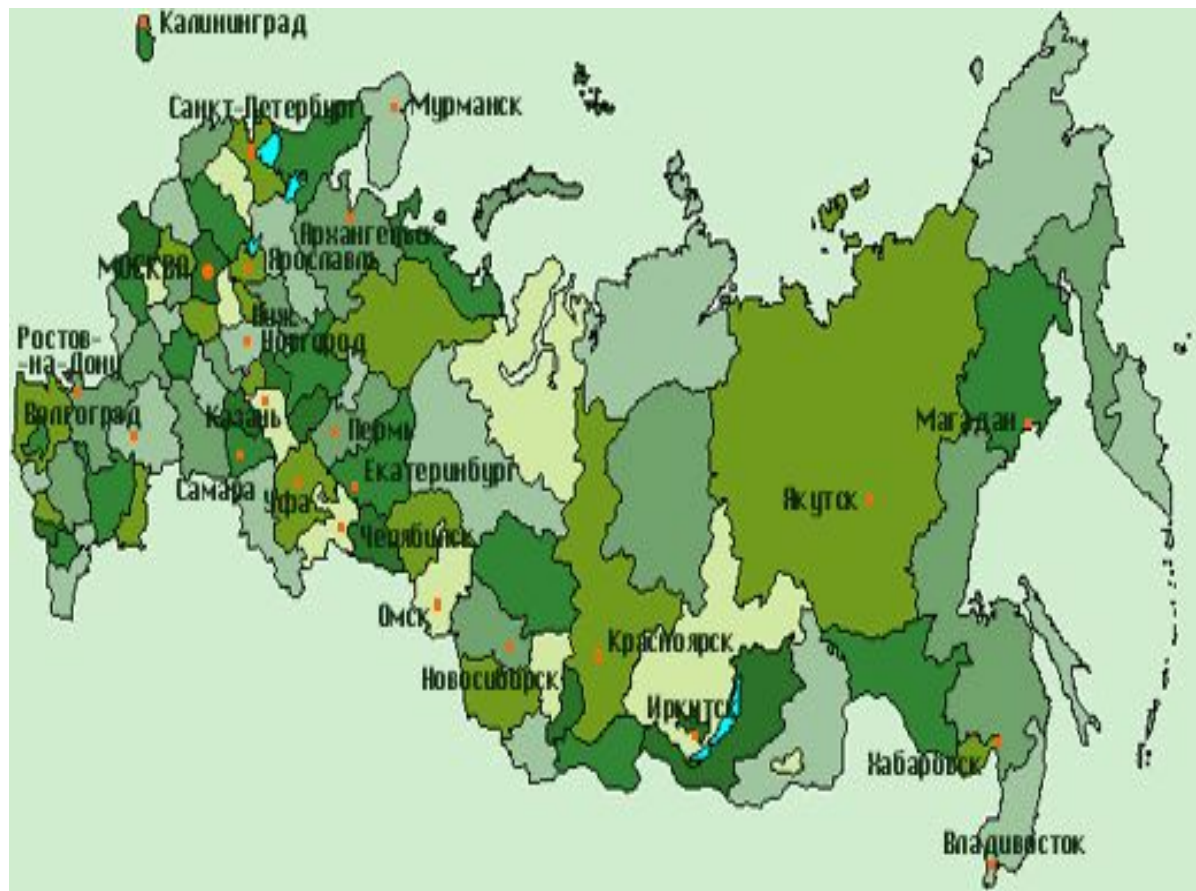 Калининград
Санкт-Петербург
Мурманск
Архангельск
МОСКВА
Ярославль
Ниж.
Новгород
Ростов-
-на-Дону
Волгоград
Казань
Пермь
Магадан
Самара
Уфа
Екатеринбург
Якутск
Челябинск
Омск
Красноярск
Новосибирск
Иркутск
Хабаровск
Владивосток